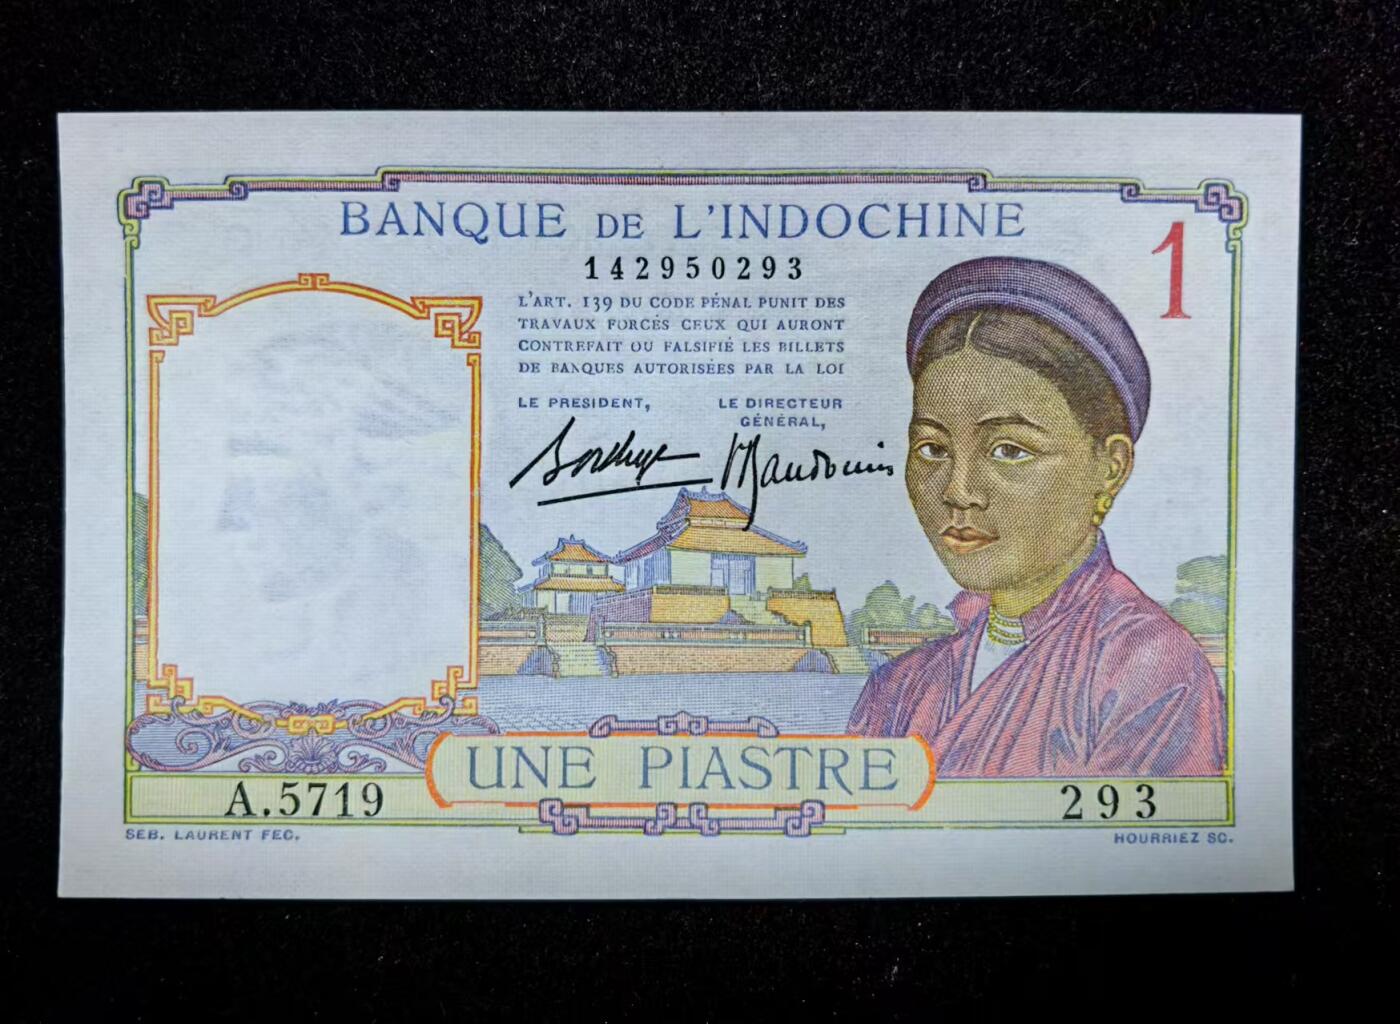 BANQUE DE L'INDOCHINE
1
142950293
L'ART. 139 DU CODE PÉNAL PUNIT DES
TRAVAUX FORCÉS CEUX QUI AURONT
CONTREFAIT OU FALSIFIÉ LES BILLETS
DE BANQUES AUTORISÉES PAR LA LOI
LE PRESIDENT,
LE DIRECTEUR
GÉNÉRAL,
UNE PIASTRE
A.5719
293
SEB. LAURENT FEC.
HOURRIEZ SC.